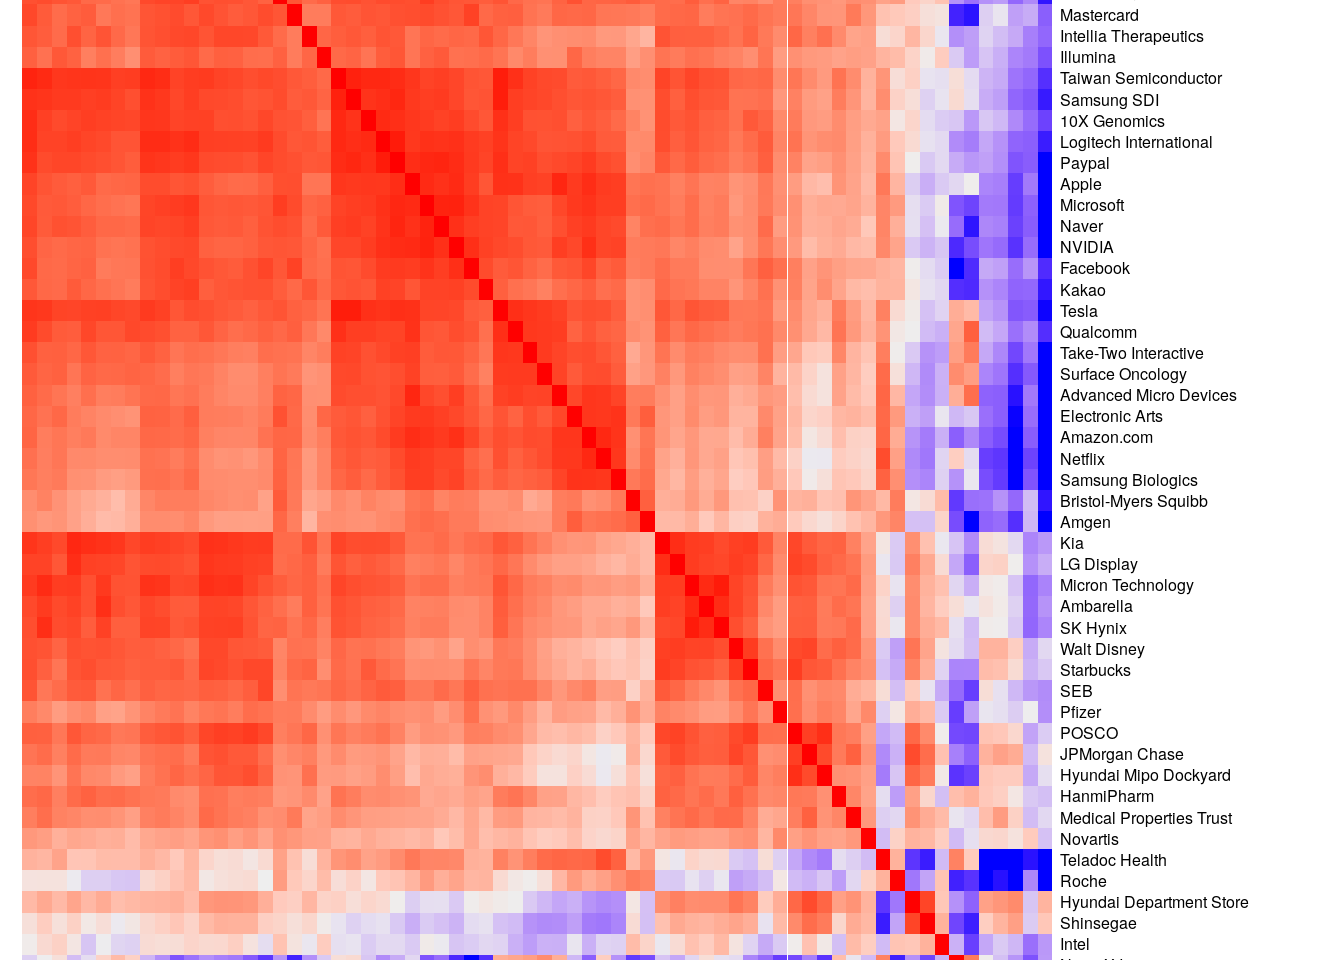 Mastercard
Intellia Therapeutics
Illumina
Taiwan Semiconductor
Samsung SDI
10X Genomics
Logitech International
Paypal
Apple
Microsoft
Naver
NVIDIA
Facebook
Kakao
Tesla
Qualcomm
Take-Two Interactive
Surface Oncology
Advanced Micro Devices
Electronic Arts
Amazon.com
Netflix
Samsung Biologics
Bristol-Myers Squibb
Amgen
Kia
LG Display
Micron Technology
Ambarella
SK Hynix
Walt Disney
Starbucks
SEB
Pfizer
POSCO
JPMorgan Chase
Hyundai Mipo Dockyard
HanmiPharm
Medical Properties Trust
Novartis
Teladoc Health
Roche
Hyundai Department Store
Shinsegae
Intel